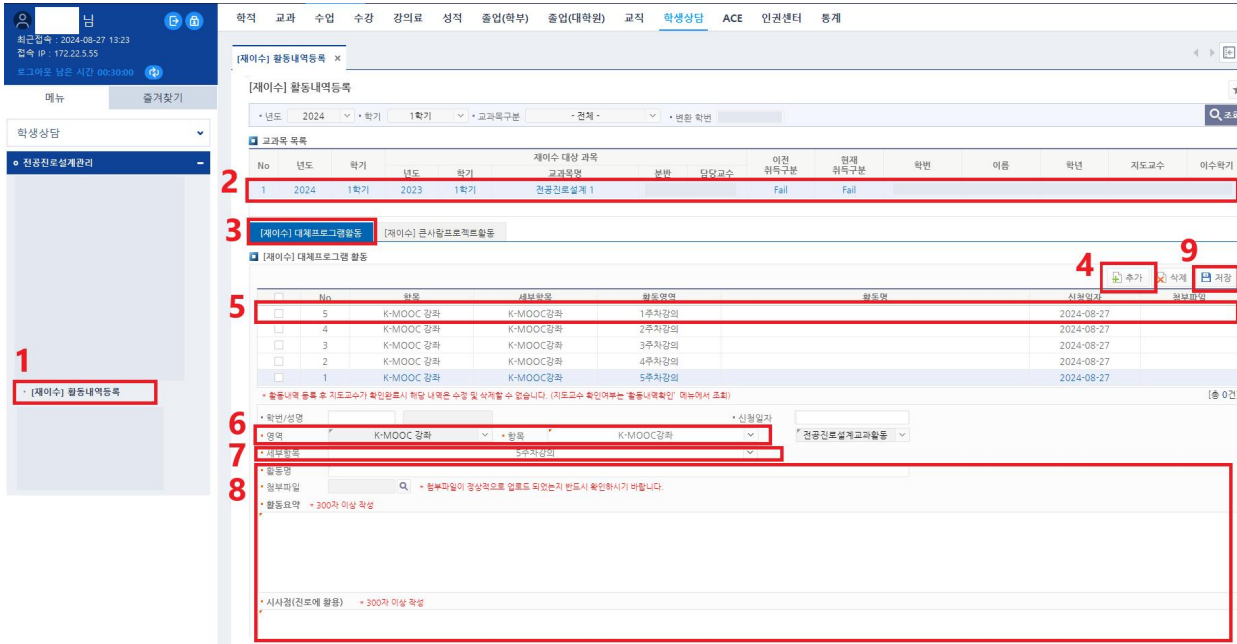 님
최근접속 : 2024-08-27 13:23
접속 IP : 172.22.5.55
로그아웃 남은 시간 00:30:00
메뉴 즐겨찾기
학생상담
전공진로설계관리
1
[재이수] 활동내역등록
학적 교과 수업 수강 강의료 성적 졸업(학부) 졸업(대학원) 교직 학생상담 ACE 인권센터 통계
[재이수] 활동내역등록 ×
[재이수] 활동내역등록
• 년도 2024 • 학기 1학기 • 교과목구분 - 전체 - • 변환 학번
교과목 목록
No 년도 학기 재이수 대상 과목 이전 취득구분 현재 취득구분 학번 이름 학년 지도교수 이수학기
년도 학기 교과목명 분반 담당교수
2 1 2024 1학기 2023 1학기 전공진로설계 1 Fail Fail
3 [재이수] 대체프로그램활동 [재이수] 큰사람프로젝트활동
[재이수] 대체프로그램 활동
4 추가 삭제 9 저장
No 항목 세부항목 활동영역 활동명 신청일자 첨부파일
5 5 K-MOOC 강좌 K-MOOC강좌 1주차강의 2024-08-27
4 K-MOOC 강좌 K-MOOC강좌 2주차강의 2024-08-27
3 K-MOOC 강좌 K-MOOC강좌 3주차강의 2024-08-27
2 K-MOOC 강좌 K-MOOC강좌 4주차강의 2024-08-27
1 K-MOOC 강좌 K-MOOC강좌 5주차강의 2024-08-27
* 활동내역 등록 후 지도교수가 확인완료시 해당 내역은 수정 및 삭제할 수 없습니다. (지도교수 확인여부는 '활동내역확인' 메뉴에서 조회) [총 0건
• 학번/성명 • 신청일자
6 • 영역 K-MOOC 강좌 • 항목 K-MOOC강좌 전공진로설계교과활동
7 • 세부항목 5주차강의
8 • 활동명
• 첨부파일 * 첨부파일이 정상적으로 업로드 되었는지 반드시 확인하시기 바랍니다.
• 활동요약 * 300자 이상 작성
• 시사점(진로에 활용) * 300자 이상 작성